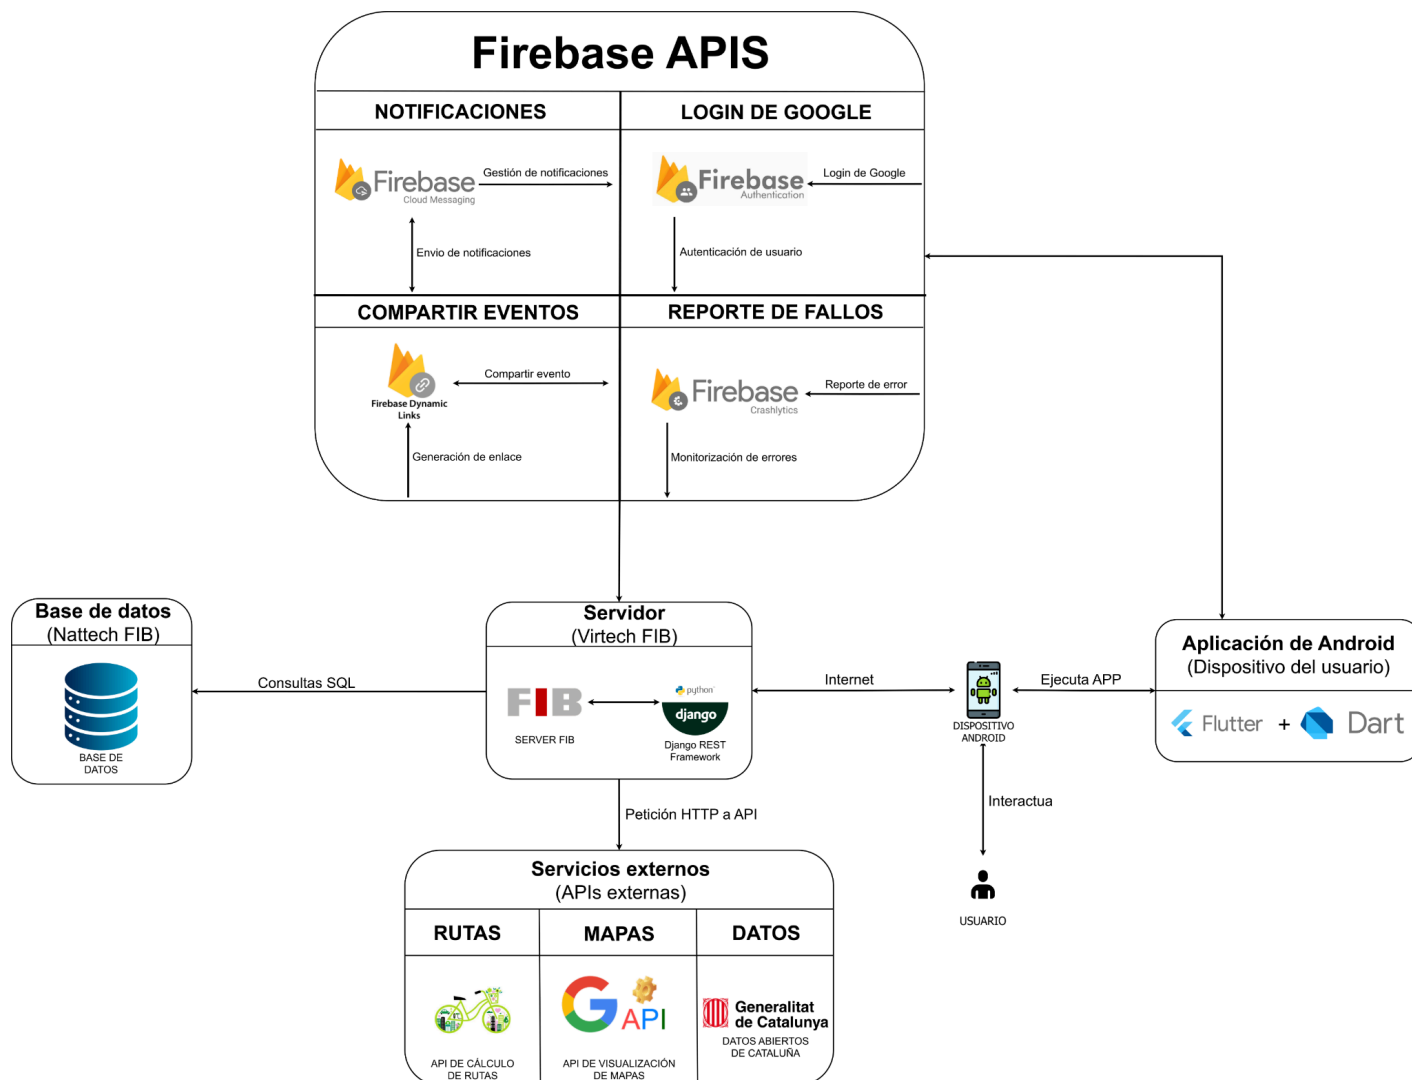 Firebase APIS
NOTIFICACIONES
LOGIN DE GOOGLE
Gestión de notificaciones
Firebase
Cloud Messaging
Envio de notificaciones
Login de Google
Firebase
Authentication
Autenticación de usuario
COMPARTIR EVENTOS
REPORTE DE FALLOS
Compartir evento
Firebase Dynamic
Links
Generación de enlace
Reporte de error
Firebase
Crashlytics
Monitorización de errores
Base de datos
(Nattech FIB)
BASE DE
DATOS
Consultas SQL
Servidor
(Virtech FIB)
FIB
SERVER FIB
python
django
Django REST
Framework
Internet
DISPOSITIVO
ANDROID
Ejecuta APP
Aplicación de Android
(Dispositivo del usuario)
Flutter
+
Dart
Interactua
USUARIO
Petición HTTP a API
Servicios externos
(APIs externas)
RUTAS
MAPAS
DATOS
API DE CÁLCULO
DE RUTAS
G
API
API DE VISUALIZACIÓN
DE MAPAS
Generalitat
de Catalunya
DATOS ABIERTOS
DE CATALUÑA